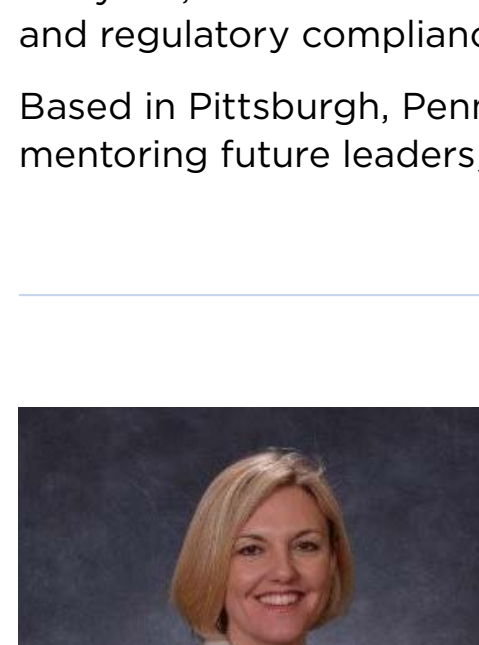 and regulatory complianc
Based in Pittsburgh, Penn
mentoring future leaders,